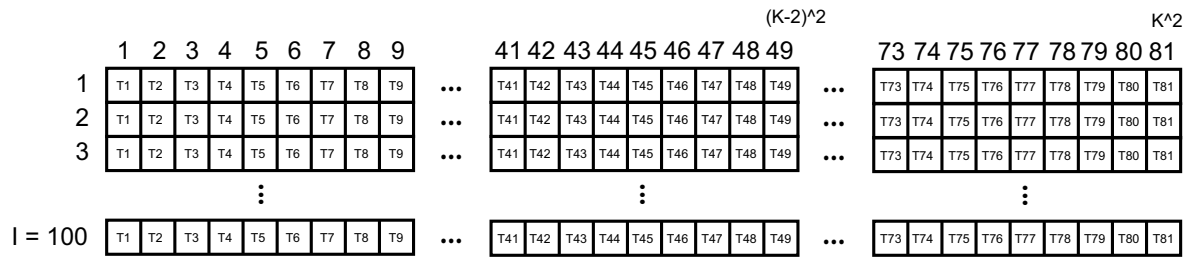 (K-2)^2 K^2
1 2 3 4 5 6 7 8 9 41 42 43 44 45 46 47 48 49 73 74 75 76 77 78 79 80 81
1 T1 T2 T3 T4 T5 T6 T7 T8 T9 ... T41 T42 T43 T44 T45 T46 T47 T48 T49 ... T73 T74 T75 T76 T77 T78 T79 T80 T81
2 T1 T2 T3 T4 T5 T6 T7 T8 T9 ... T41 T42 T43 T44 T45 T46 T47 T48 T49 ... T73 T74 T75 T76 T77 T78 T79 T80 T81
3 T1 T2 T3 T4 T5 T6 T7 T8 T9 ... T41 T42 T43 T44 T45 T46 T47 T48 T49 ... T73 T74 T75 T76 T77 T78 T79 T80 T81
⋮ ⋮ ⋮
I = 100 T1 T2 T3 T4 T5 T6 T7 T8 T9 ... T41 T42 T43 T44 T45 T46 T47 T48 T49 ... T73 T74 T75 T76 T77 T78 T79 T80 T81